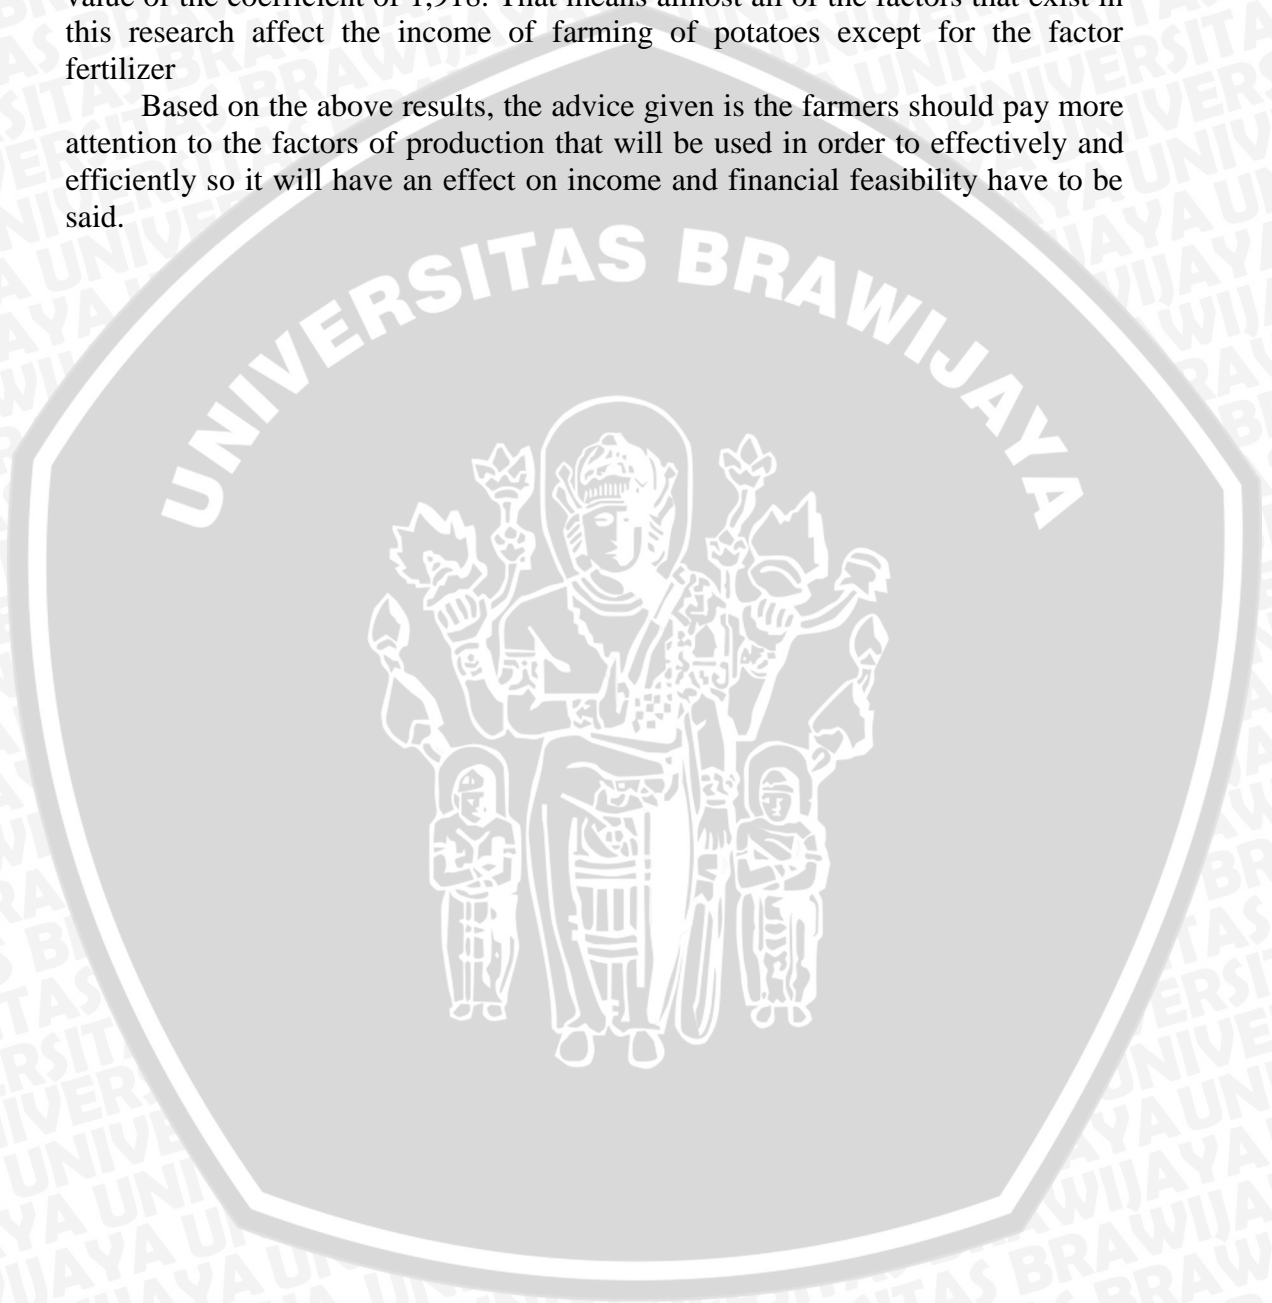 value of the coefficient of 1,918. That means almost all of the factors that exist in
this research affect the income of farming of potatoes except for the factor
fertilizer
Based on the above results, the advice given is the farmers should pay more
attention to the factors of production that will be used in order to effectively and
efficiently so it will have an effect on income and financial feasibility have to be
said.
UNIVERSITAS BRAWIJAYA